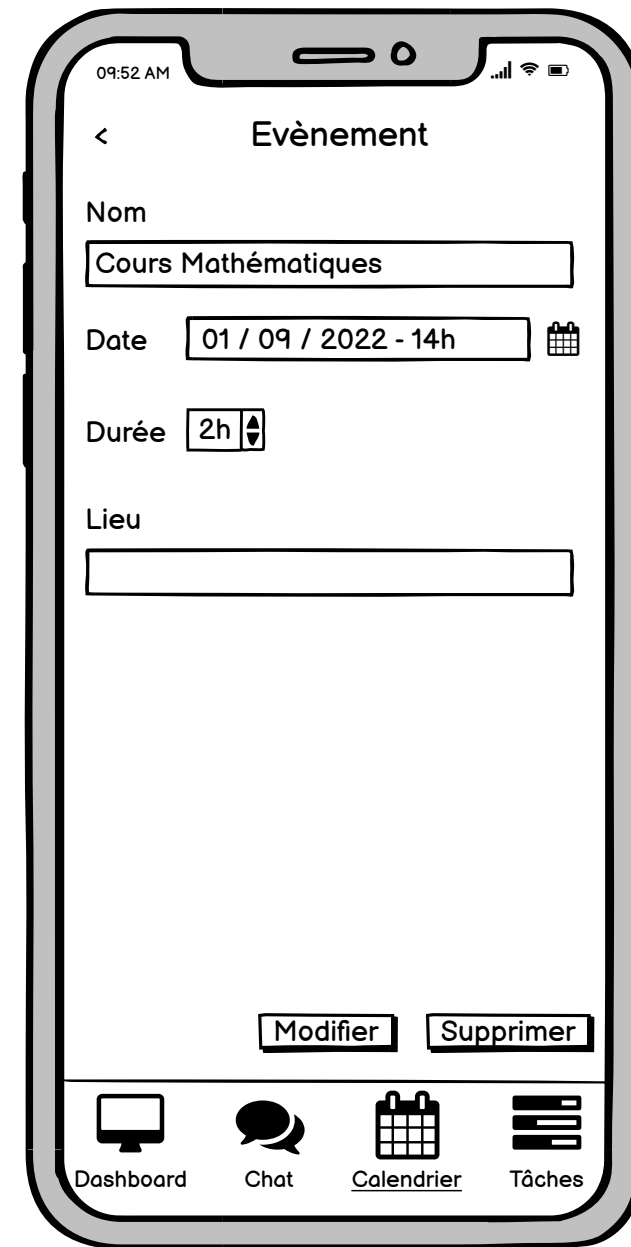 09:52 AM
< Evènement
Nom
Cours Mathématiques
Date 01 / 09 / 2022 - 14h
Durée 2h
Lieu
Modifier Supprimer
Dashboard Chat Calendrier Tâches